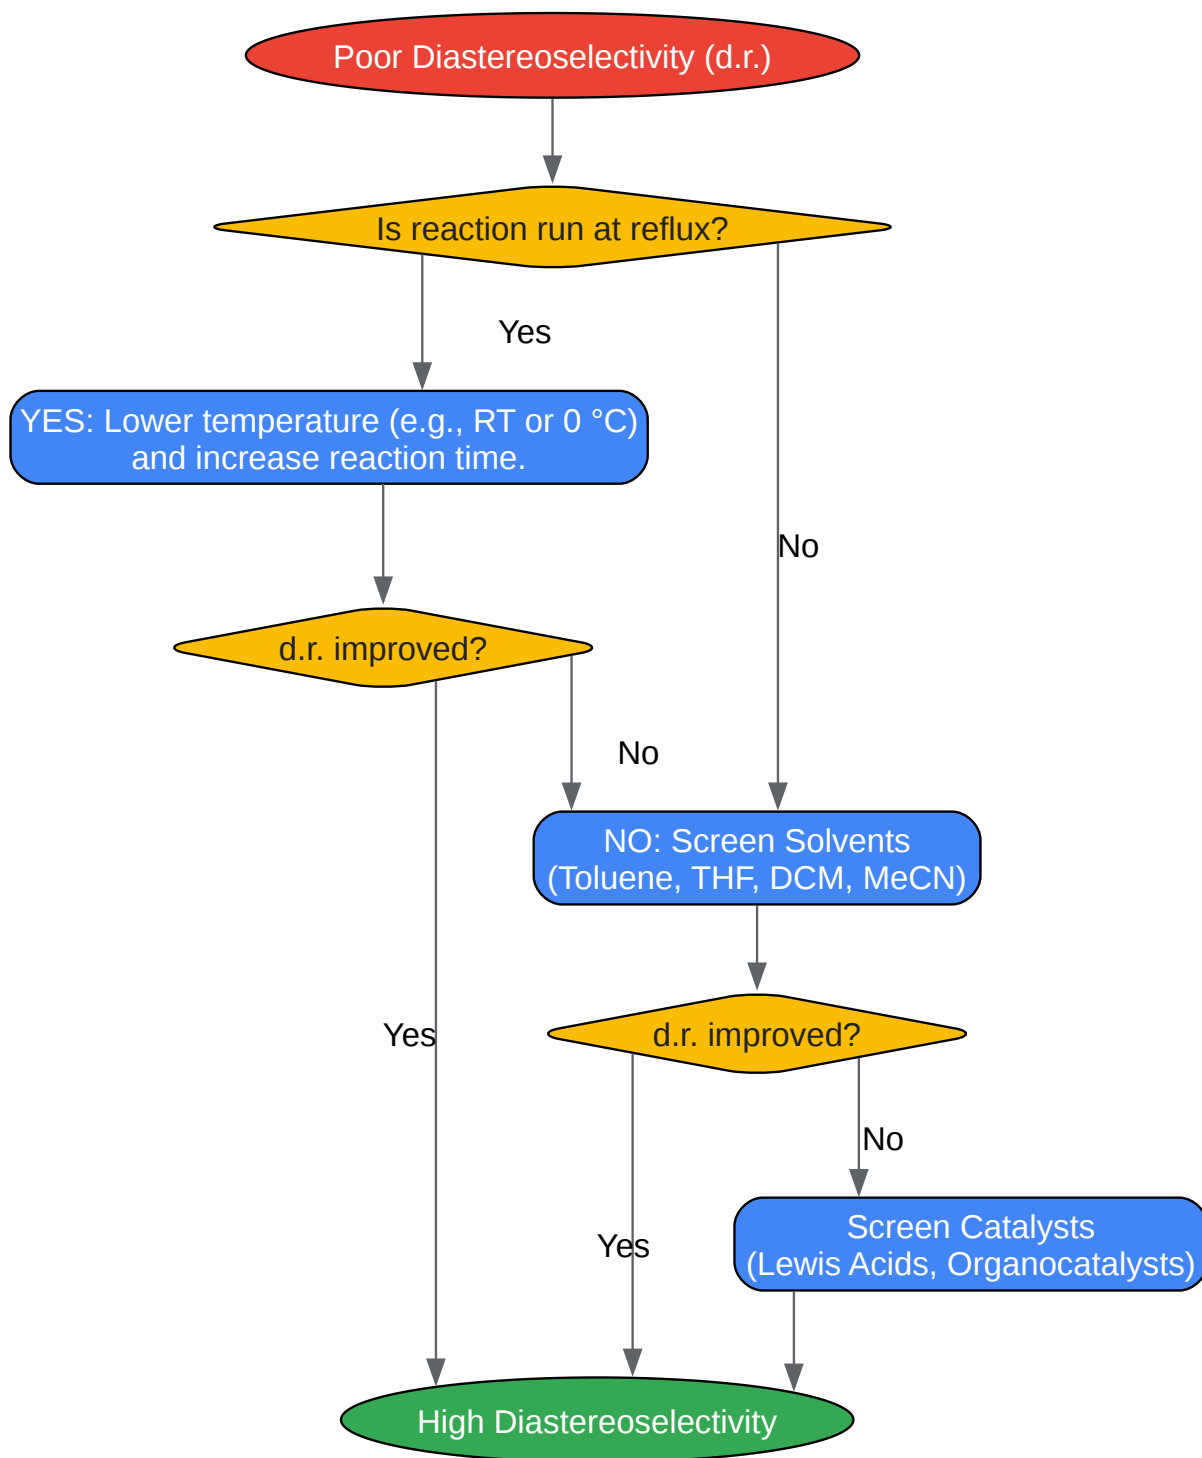 Poor Diastereoselectivity (d.r.)
Is reaction run at reflux?
Yes
YES: Lower temperature (e.g., RT or 0 °C)
and increase reaction time.
No
d.r. improved?
No
NO: Screen Solvents
(Toluene, THF, DCM, MeCN)
Yes
d.r. improved?
No
Yes
Screen Catalysts
(Lewis Acids, Organocatalysts)
High Diastereoselectivity